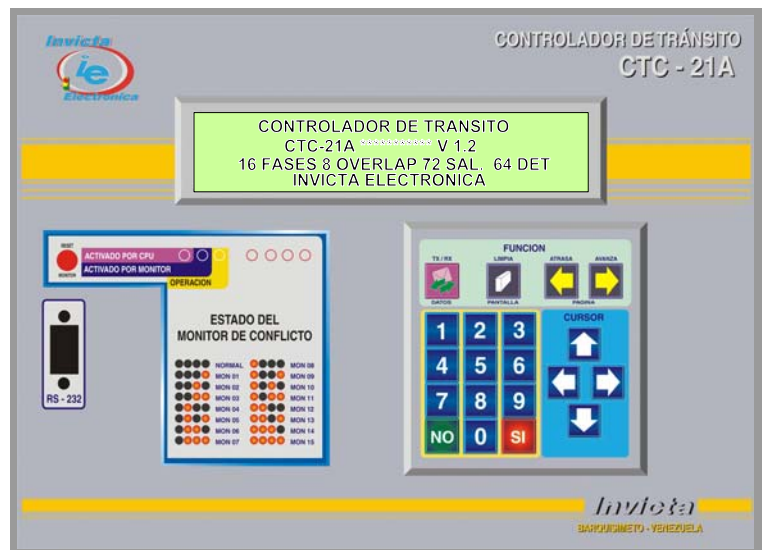 Invicta
ie
Electronica
CONTROLADOR DE TRÁNSITO
CTC - 21A
CONTROLADOR DE TRANSITO
CTC-21A *********** V 1.2
16 FASES 8 OVERLAP 72 SAL. 64 DET
INVICTA ELECTRONICA
RESET
MONITOR
ACTIVADO POR CPU
ACTIVADO POR MONITOR
OPERACION
RS - 232
ESTADO DEL
MONITOR DE CONFLICTO
NORMAL MON 08
MON 01 MON 09
MON 02 MON 10
MON 03 MON 11
MON 04 MON 12
MON 05 MON 13
MON 06 MON 14
MON 07 MON 15
FUNCION
TX / RX LIMPIA ATRASA AVANZA
DATOS PANTALLA PAGINA
1 2 3
4 5 6
7 8 9
NO 0 SI
CURSOR
Invicta
BARQUISIMETO - VENEZUELA